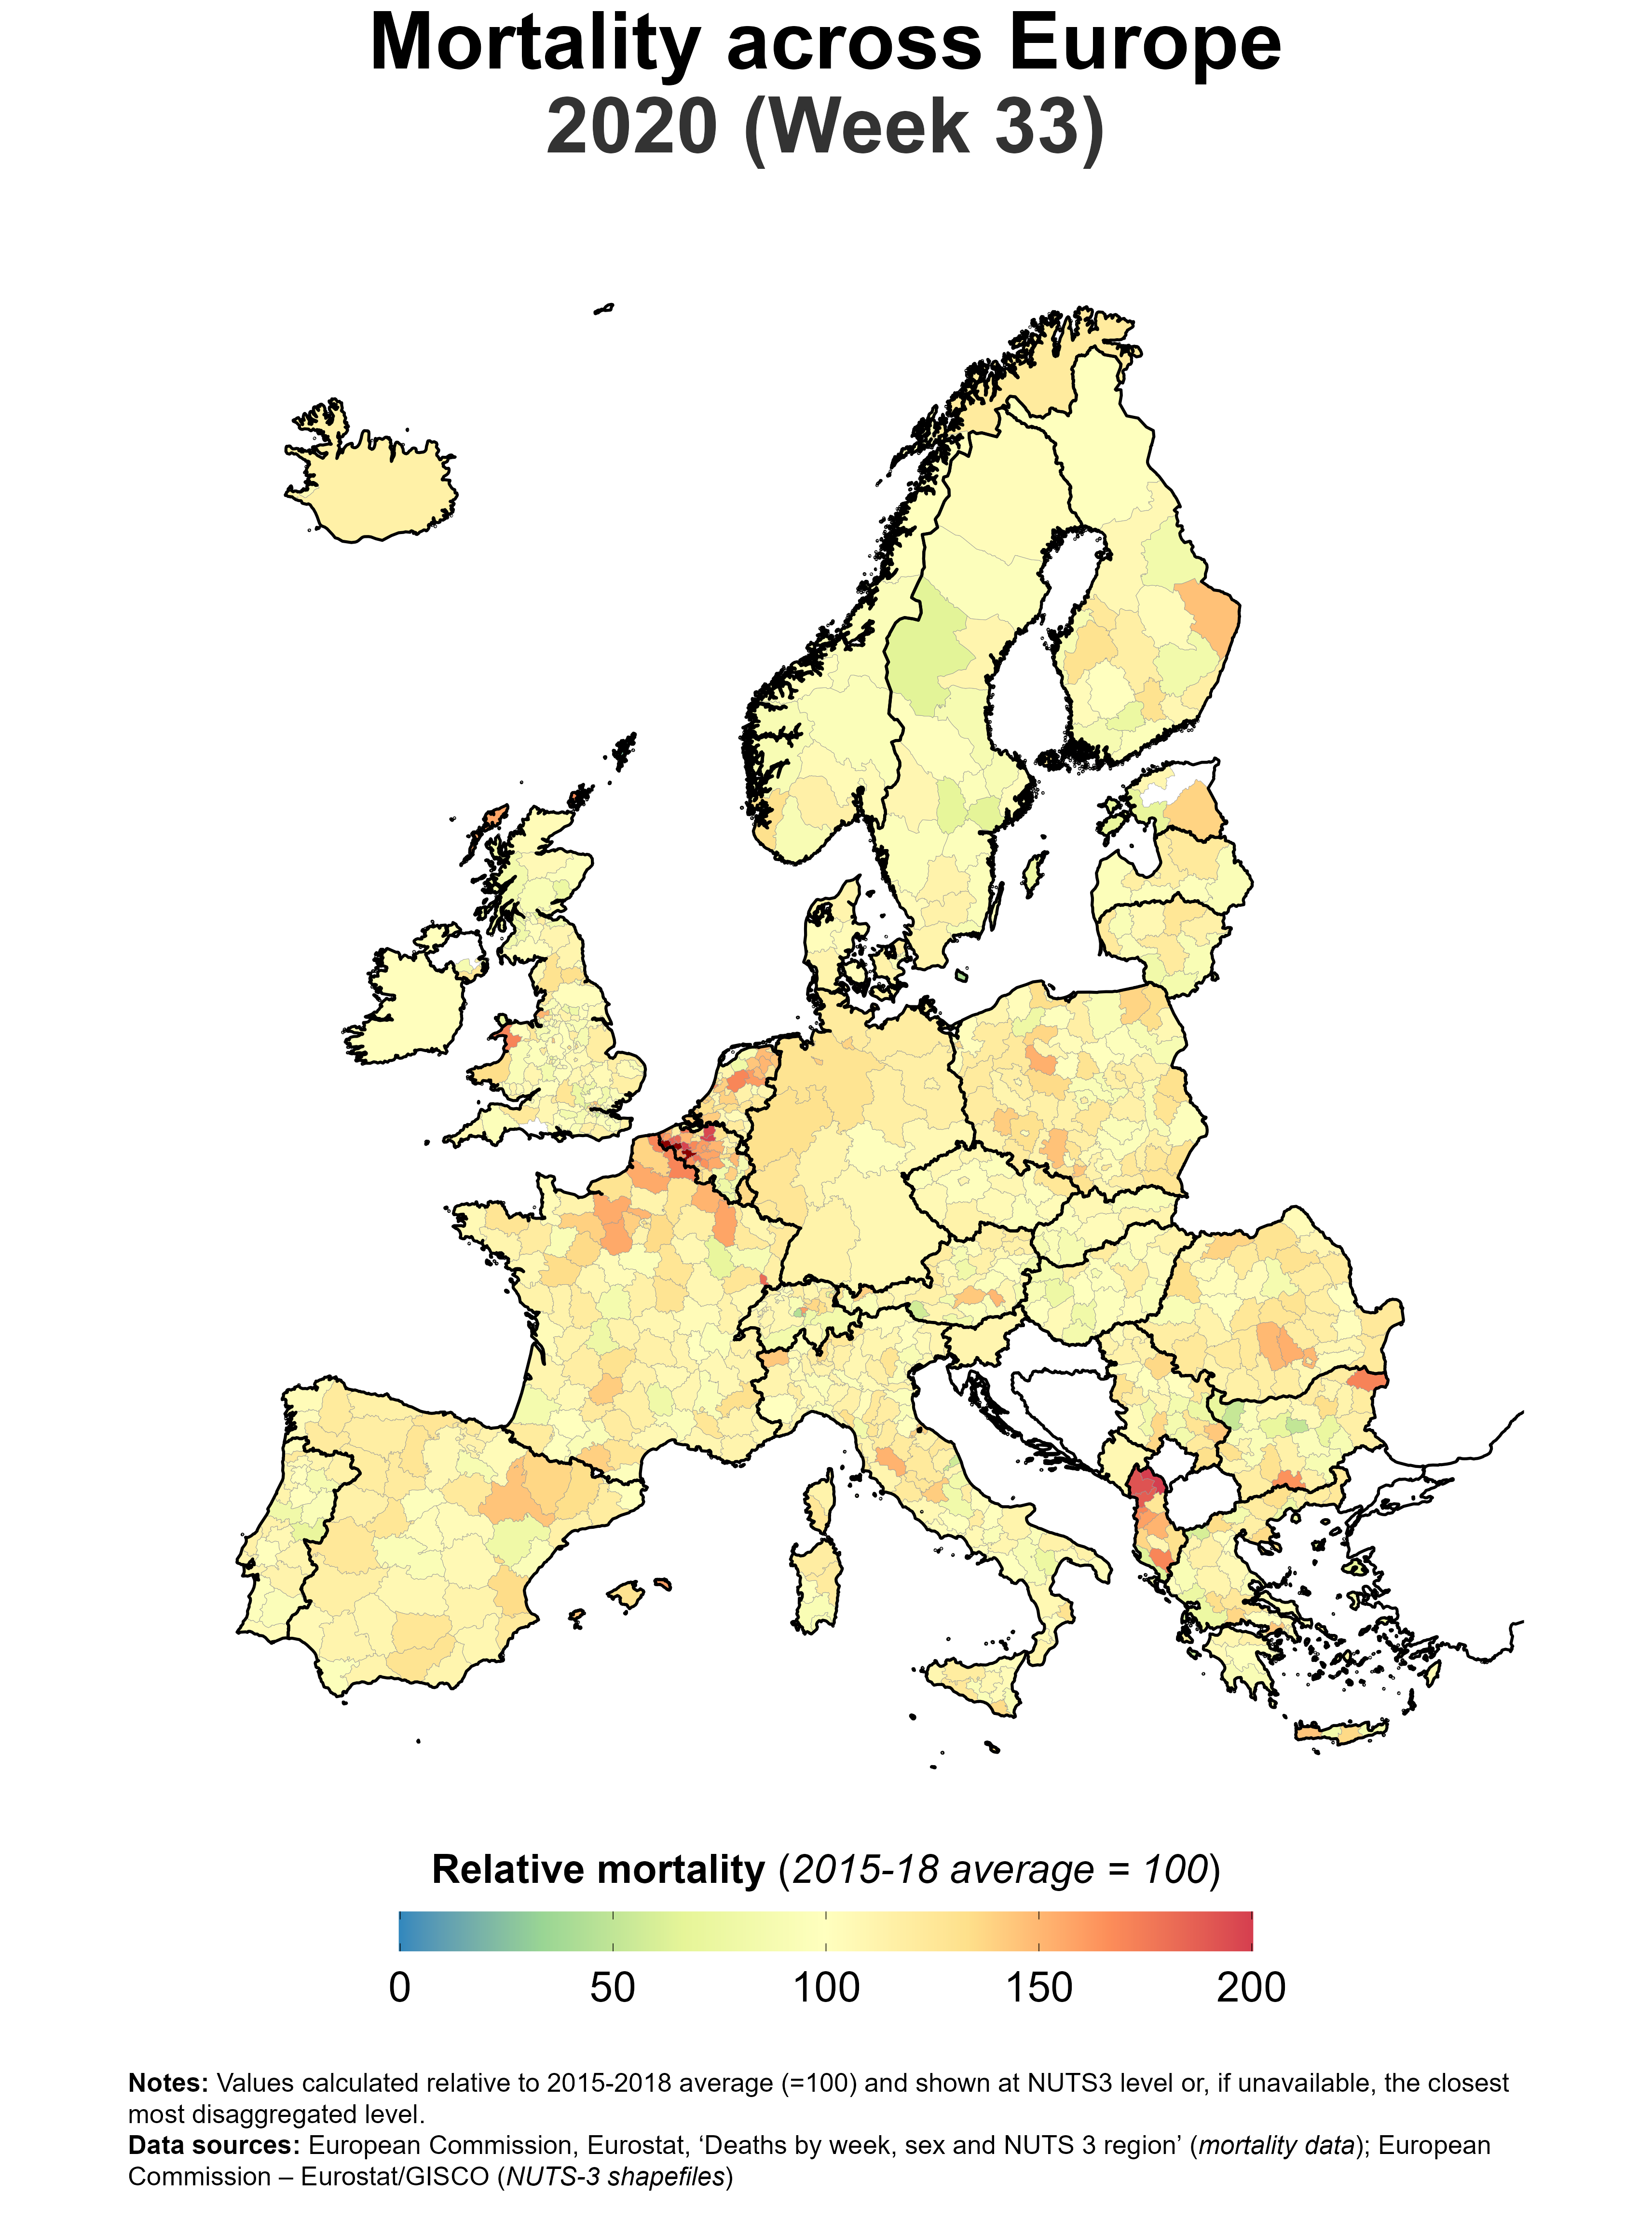 Mortality across Europe
2020 (Week 33)
Relative mortality (2015-18 average = 100)
0 50 100 150 200
Notes: Values calculated relative to 2015-2018 average (=100) and shown at NUTS3 level or, if unavailable, the closest
most disaggregated level.
Data sources: European Commission, Eurostat, ‘Deaths by week, sex and NUTS 3 region’ (mortality data); European
Commission – Eurostat/GISCO (NUTS-3 shapefiles)